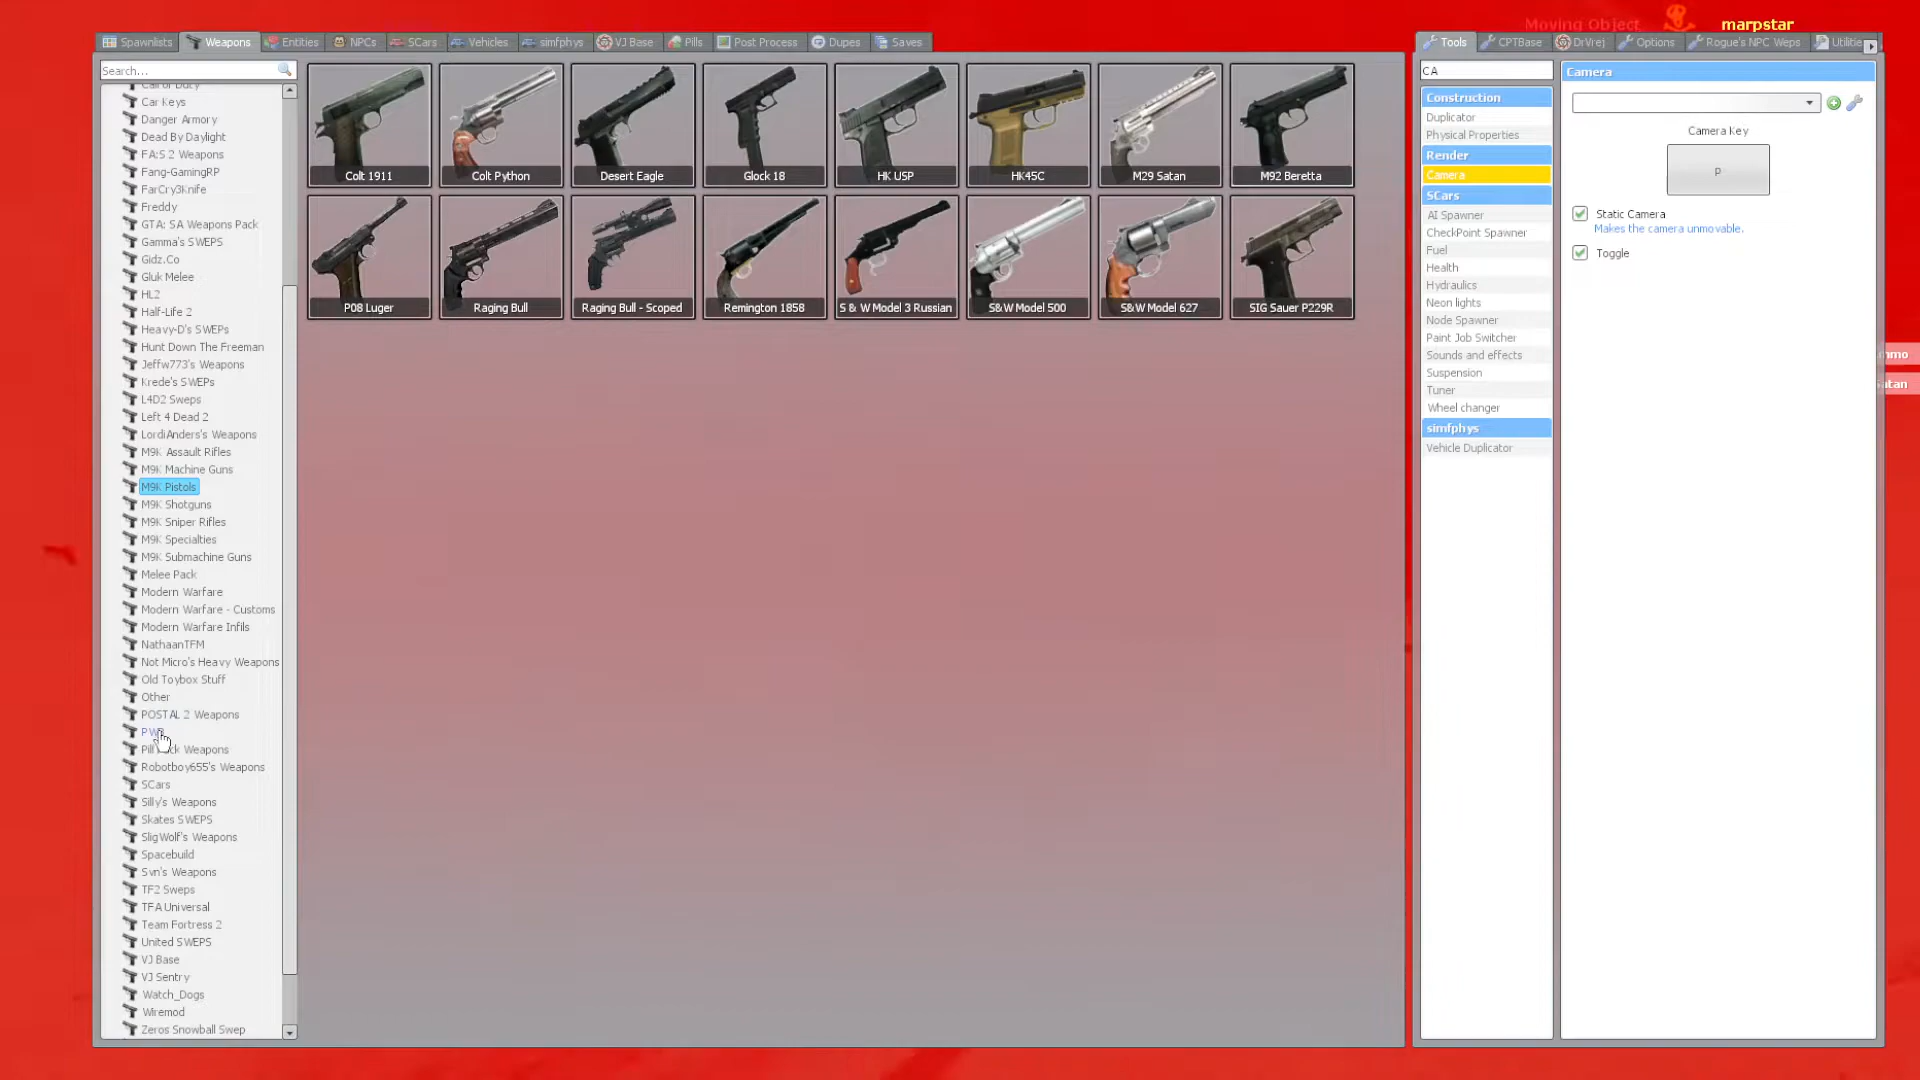 Moving Object
marpstar
Spawnlists
Weapons
Entities
NPCs
SCars
Vehicles
simfphys
VJ Base
Pills
Post Process
Dupes
Saves
Search...
Call of Duty
Car Keys
Danger Armory
Dead By Daylight
FA:S 2 Weapons
Fang-GamingRP
FarCry3Knife
Freddy
GTA: SA Weapons Pack
Gamma's SWEPS
Gidz.Co
Gluk Melee
HL2
Half-Life 2
Heavy-D's SWEPs
Hunt Down The Freeman
Jeffw773's Weapons
Krede's SWEPs
L4D2 Sweps
Left 4 Dead 2
LordiAnders's Weapons
M9K Assault Rifles
M9K Machine Guns
M9K Pistols
M9K Shotguns
M9K Sniper Rifles
M9K Specialties
M9K Submachine Guns
Melee Pack
Modern Warfare
Modern Warfare - Customs
Modern Warfare Infils
NathaanTFM
Not Micro's Heavy Weapons
Old Toybox Stuff
Other
POSTAL 2 Weapons
Weapons
Robotboy655's Weapons
SCars
Silly's Weapons
Skates SWEPS
SligWolf's Weapons
Spacebuild
Svn's Weapons
TF2 Sweps
TFA Universal
Team Fortress 2
United SWEPS
VJ Base
VJ Sentry
Watch_Dogs
Wiremod
Zeros Snowball Swep
Colt 1911
Colt Python
Desert Eagle
Glock 18
HK USP
HK45C
M29 Satan
M92 Beretta
P08 Luger
Raging Bull
Raging Bull - Scoped
Remington 1858
S & W Model 3 Russian
S&W Model 500
S&W Model 627
SIG Sauer P229R
Tools
CPTBase
DrVrej
Options
Rogue's NPC Weps
Utilitie
CA
Construction
Duplicator
Physical Properties
Render
Camera
SCars
AI Spawner
CheckPoint Spawner
Fuel
Health
Hydraulics
Neon lights
Node Spawner
Paint Job Switcher
Sounds and effects
Suspension
Tuner
Wheel changer
simfphys
Vehicle Duplicator
Camera
Camera Key
P
Static Camera
Makes the camera unmovable.
Toggle
mmo
atan